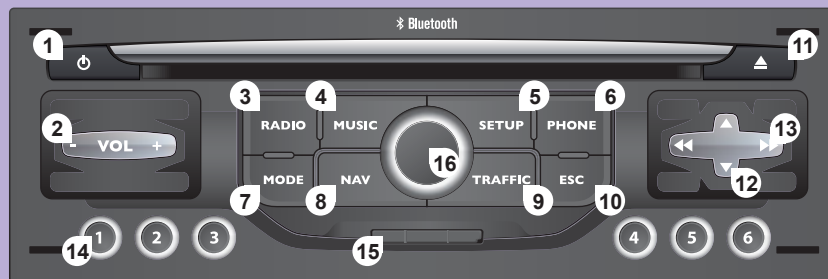 Bluetooth
1
11
3
4
5
6
2
RADIO
MUSIC
SETUP
PHONE
- VOL +
13
16
MODE
NAV
TRAFFIC
ESC
12
7
8
9
10
14
1
2
3
15
4
5
6